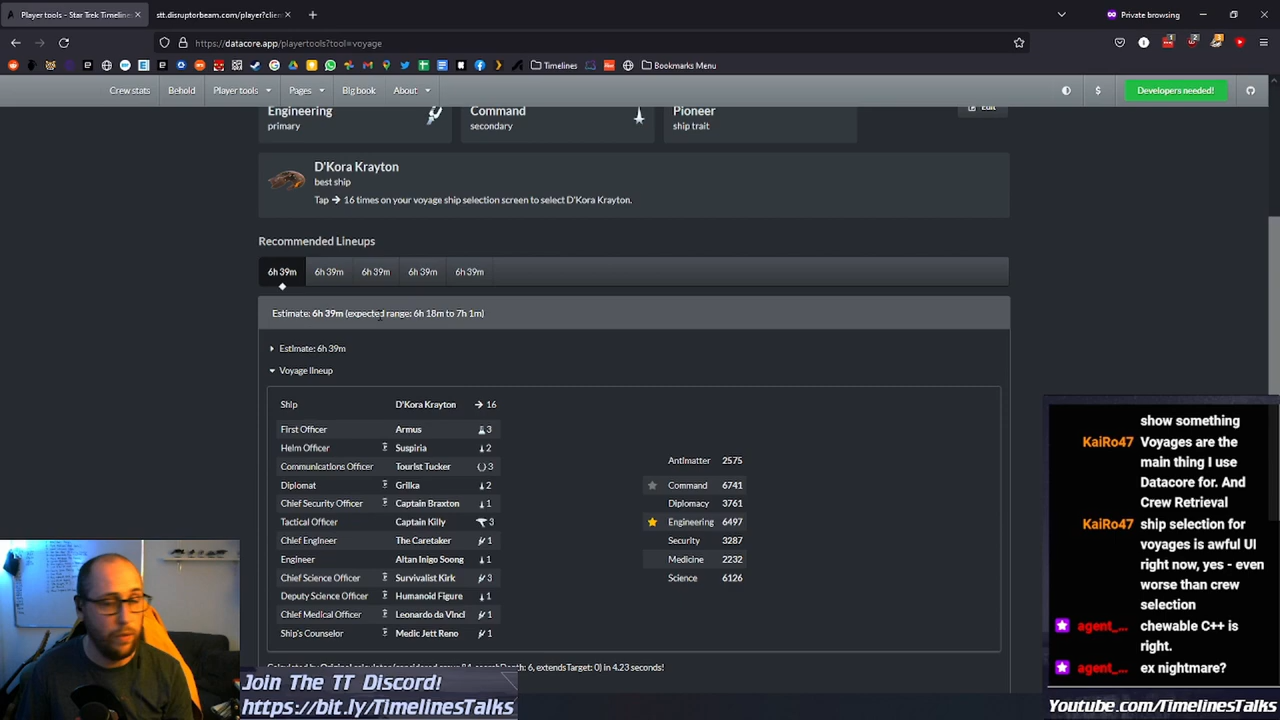 Player tools - Star Trek Timeline
stt.disruptorbeam.com/player?clie
Private browsing
https://datacore.app/playertools?tool=voyage
Timelines
Bookmarks Menu
Crew stats
Behold
Player tools
Pages
Big book
About
Developers needed!
Engineering
primary
Command
secondary
Pioneer
ship trait
Edit
D'Kora Krayton
best ship
Tap → 16 times on your voyage ship selection screen to select D'Kora Krayton.
Recommended Lineups
6h 39m 6h 39m 6h 39m 6h 39m 6h 39m
Estimate: 6h 39m (expected range: 6h 18m to 7h 1m)
Estimate: 6h 39m
Voyage lineup
Ship D'Kora Krayton → 16
First Officer Armus 3
Helm Officer Suspiria 2
Communications Officer Tourist Tucker 3
Diplomat Grilka 2
Chief Security Officer Captain Braxton 1
Tactical Officer Captain Killy 3
Chief Engineer The Caretaker 1
Engineer Altan Inigo Soong 1
Chief Science Officer Survivalist Kirk 3
Deputy Science Officer Humanoid Figure 1
Chief Medical Officer Leonardo da Vinci 1
Ship's Counselor Medic Jett Reno 1
Antimatter 2575
Command 6741
Diplomacy 3761
Engineering 6497
Security 3287
Medicine 2232
Science 6126
extendsTarget: 0) in 4.23 seconds!
show something
KaiRo47 Voyages are the
main thing I use
Datacore for. And
Crew Retrieval
KaiRo47 ship selection for
voyages is awful UI
right now, yes - even
worse than crew
selection
agent_... chewable C++ is
right.
agent_... ex nightmare?
Join The TT Discord!
https://bit.ly/TimelinesTalks
Youtube.com/TimelinesTalks